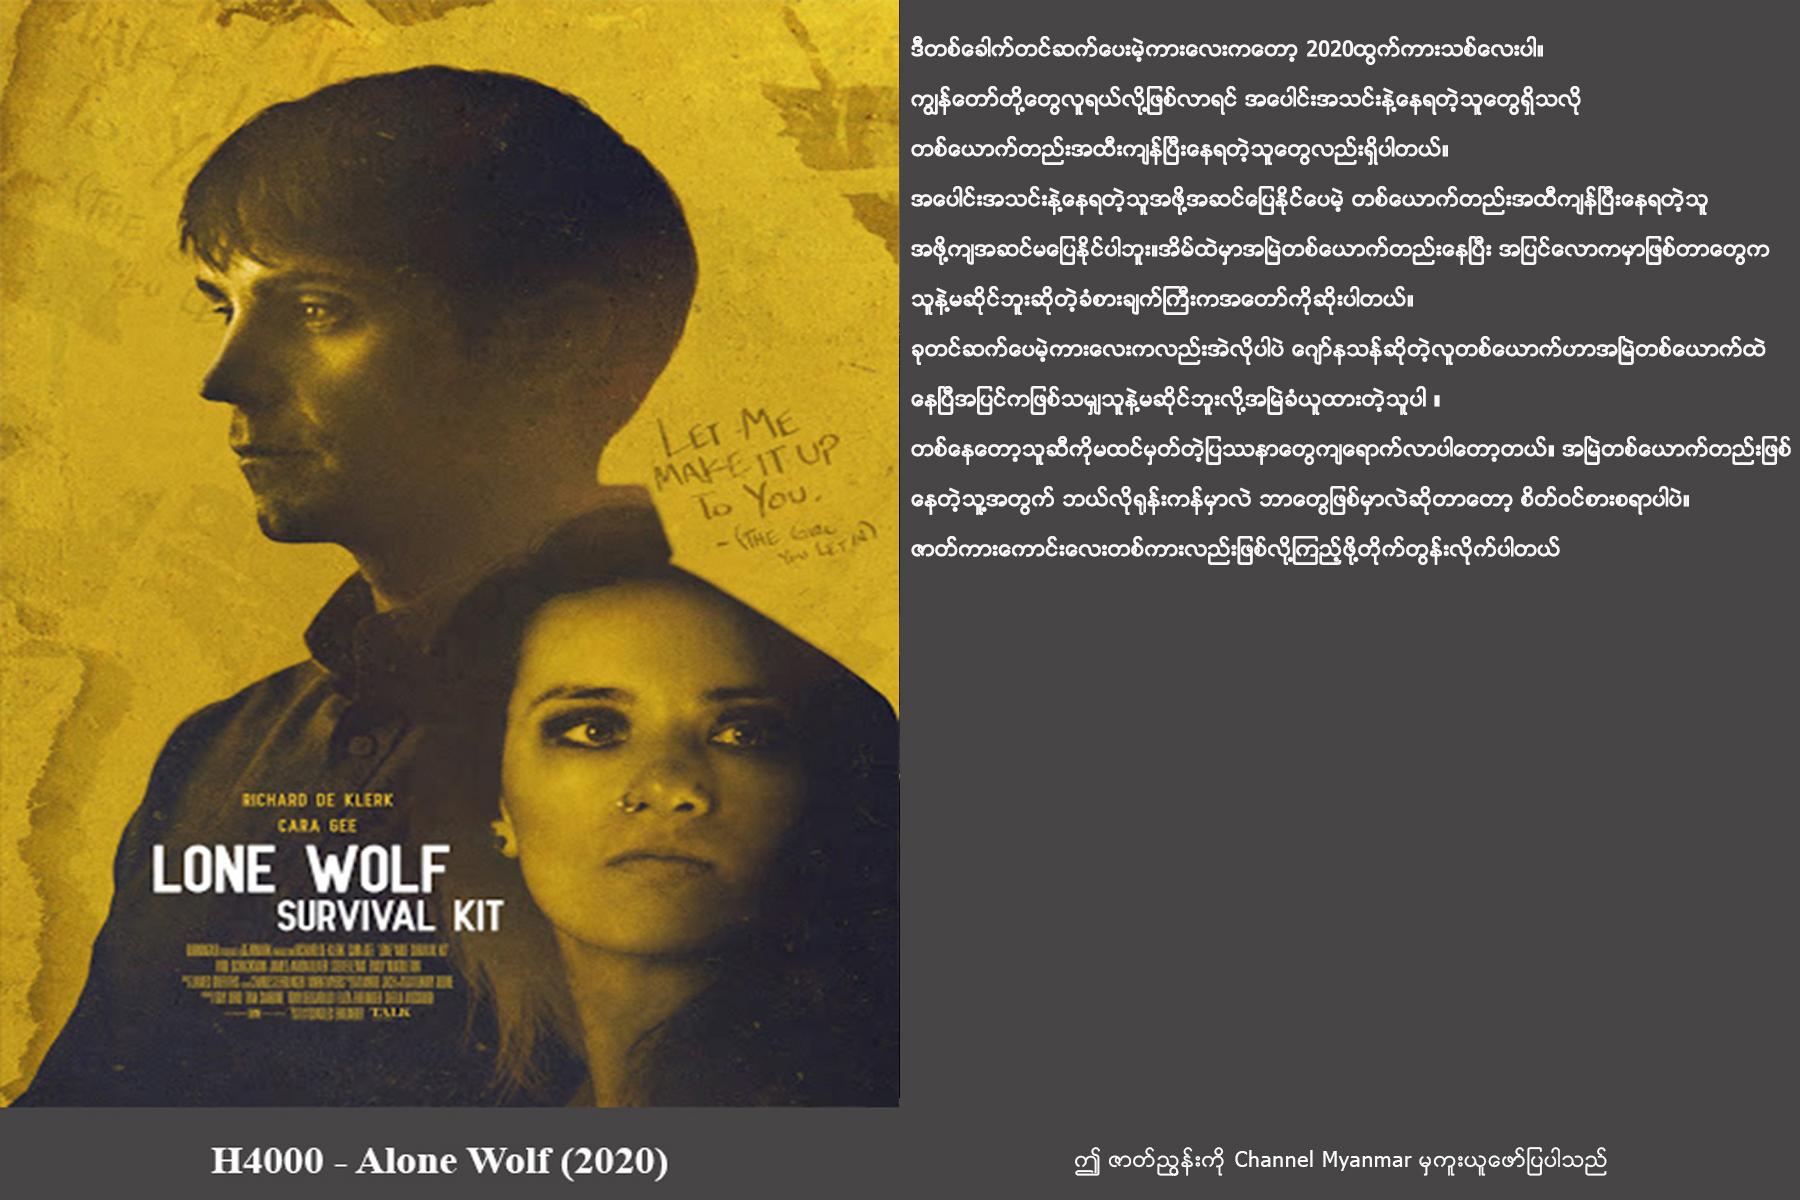 LET ME
MAKE IT UP
TO YOU.
- (THE GIRL
YOU LET IN)
RICHARD DE KLERK
CARA GEE
LONE WOLF
SURVIVAL KIT
TALK
H4000 - Alone Wolf (2020)
ဒီတစ်ခေါက်တင်ဆက်ပေးမဲ့ကားလေးကတော့ 2020ထွက်ကားသစ်လေးပါ။
ကျွန်တော်တို့တွေလူရယ်လို့ဖြစ်လာရင် အပေါင်းအသင်းနဲ့နေရတဲ့သူတွေရှိသလို
တစ်ယောက်တည်းအထီးကျန်ပြီးနေရတဲ့သူတွေလည်းရှိပါတယ်။
အပေါင်းအသင်းနဲ့နေရတဲ့သူအဖို့အဆင်ပြေနိုင်ပေမဲ့ တစ်ယောက်တည်းအထီကျန်ပြီးနေရတဲ့သူ
အဖို့ကျအဆင်မပြေနိုင်ပါဘူး။အိမ်ထဲမှာအမြဲတစ်ယောက်တည်းနေပြီး အပြင်လောကမှာဖြစ်တာတွေက
သူနဲ့မဆိုင်ဘူးဆိုတဲ့ခံစားချက်ကြီးကအတော်ကိုဆိုးပါတယ်။
ခုတင်ဆက်ပေမဲ့ကားလေးကလည်းအဲလိုပါပဲ ဂျော်နသန်ဆိုတဲ့လူတစ်ယောက်ဟာအမြဲတစ်ယောက်ထဲ
နေပြီအပြင်ကဖြစ်သမျှသူနဲ့မဆိုင်ဘူးလို့အမြဲခံယူထားတဲ့သူပါ ။
တစ်နေတော့သူဆီကိုမထင်မှတ်တဲ့ပြဿနာတွေကျရောက်လာပါတော့တယ်။ အမြဲတစ်ယောက်တည်းဖြစ်
နေတဲ့သူ့အတွက် ဘယ်လိုရုန်းကန်မှာလဲ ဘာတွေဖြစ်မှာလဲဆိုတာတော့ စိတ်ဝင်စားစရာပါပဲ။
ဇာတ်ကားကောင်းလေးတစ်ကားလည်းဖြစ်လို့ကြည့်ဖို့တိုက်တွန်းလိုက်ပါတယ်
ဤ ဇာတ်ညွှန်းကို Channel Myanmar မှကူးယူဖော်ပြပါသည်